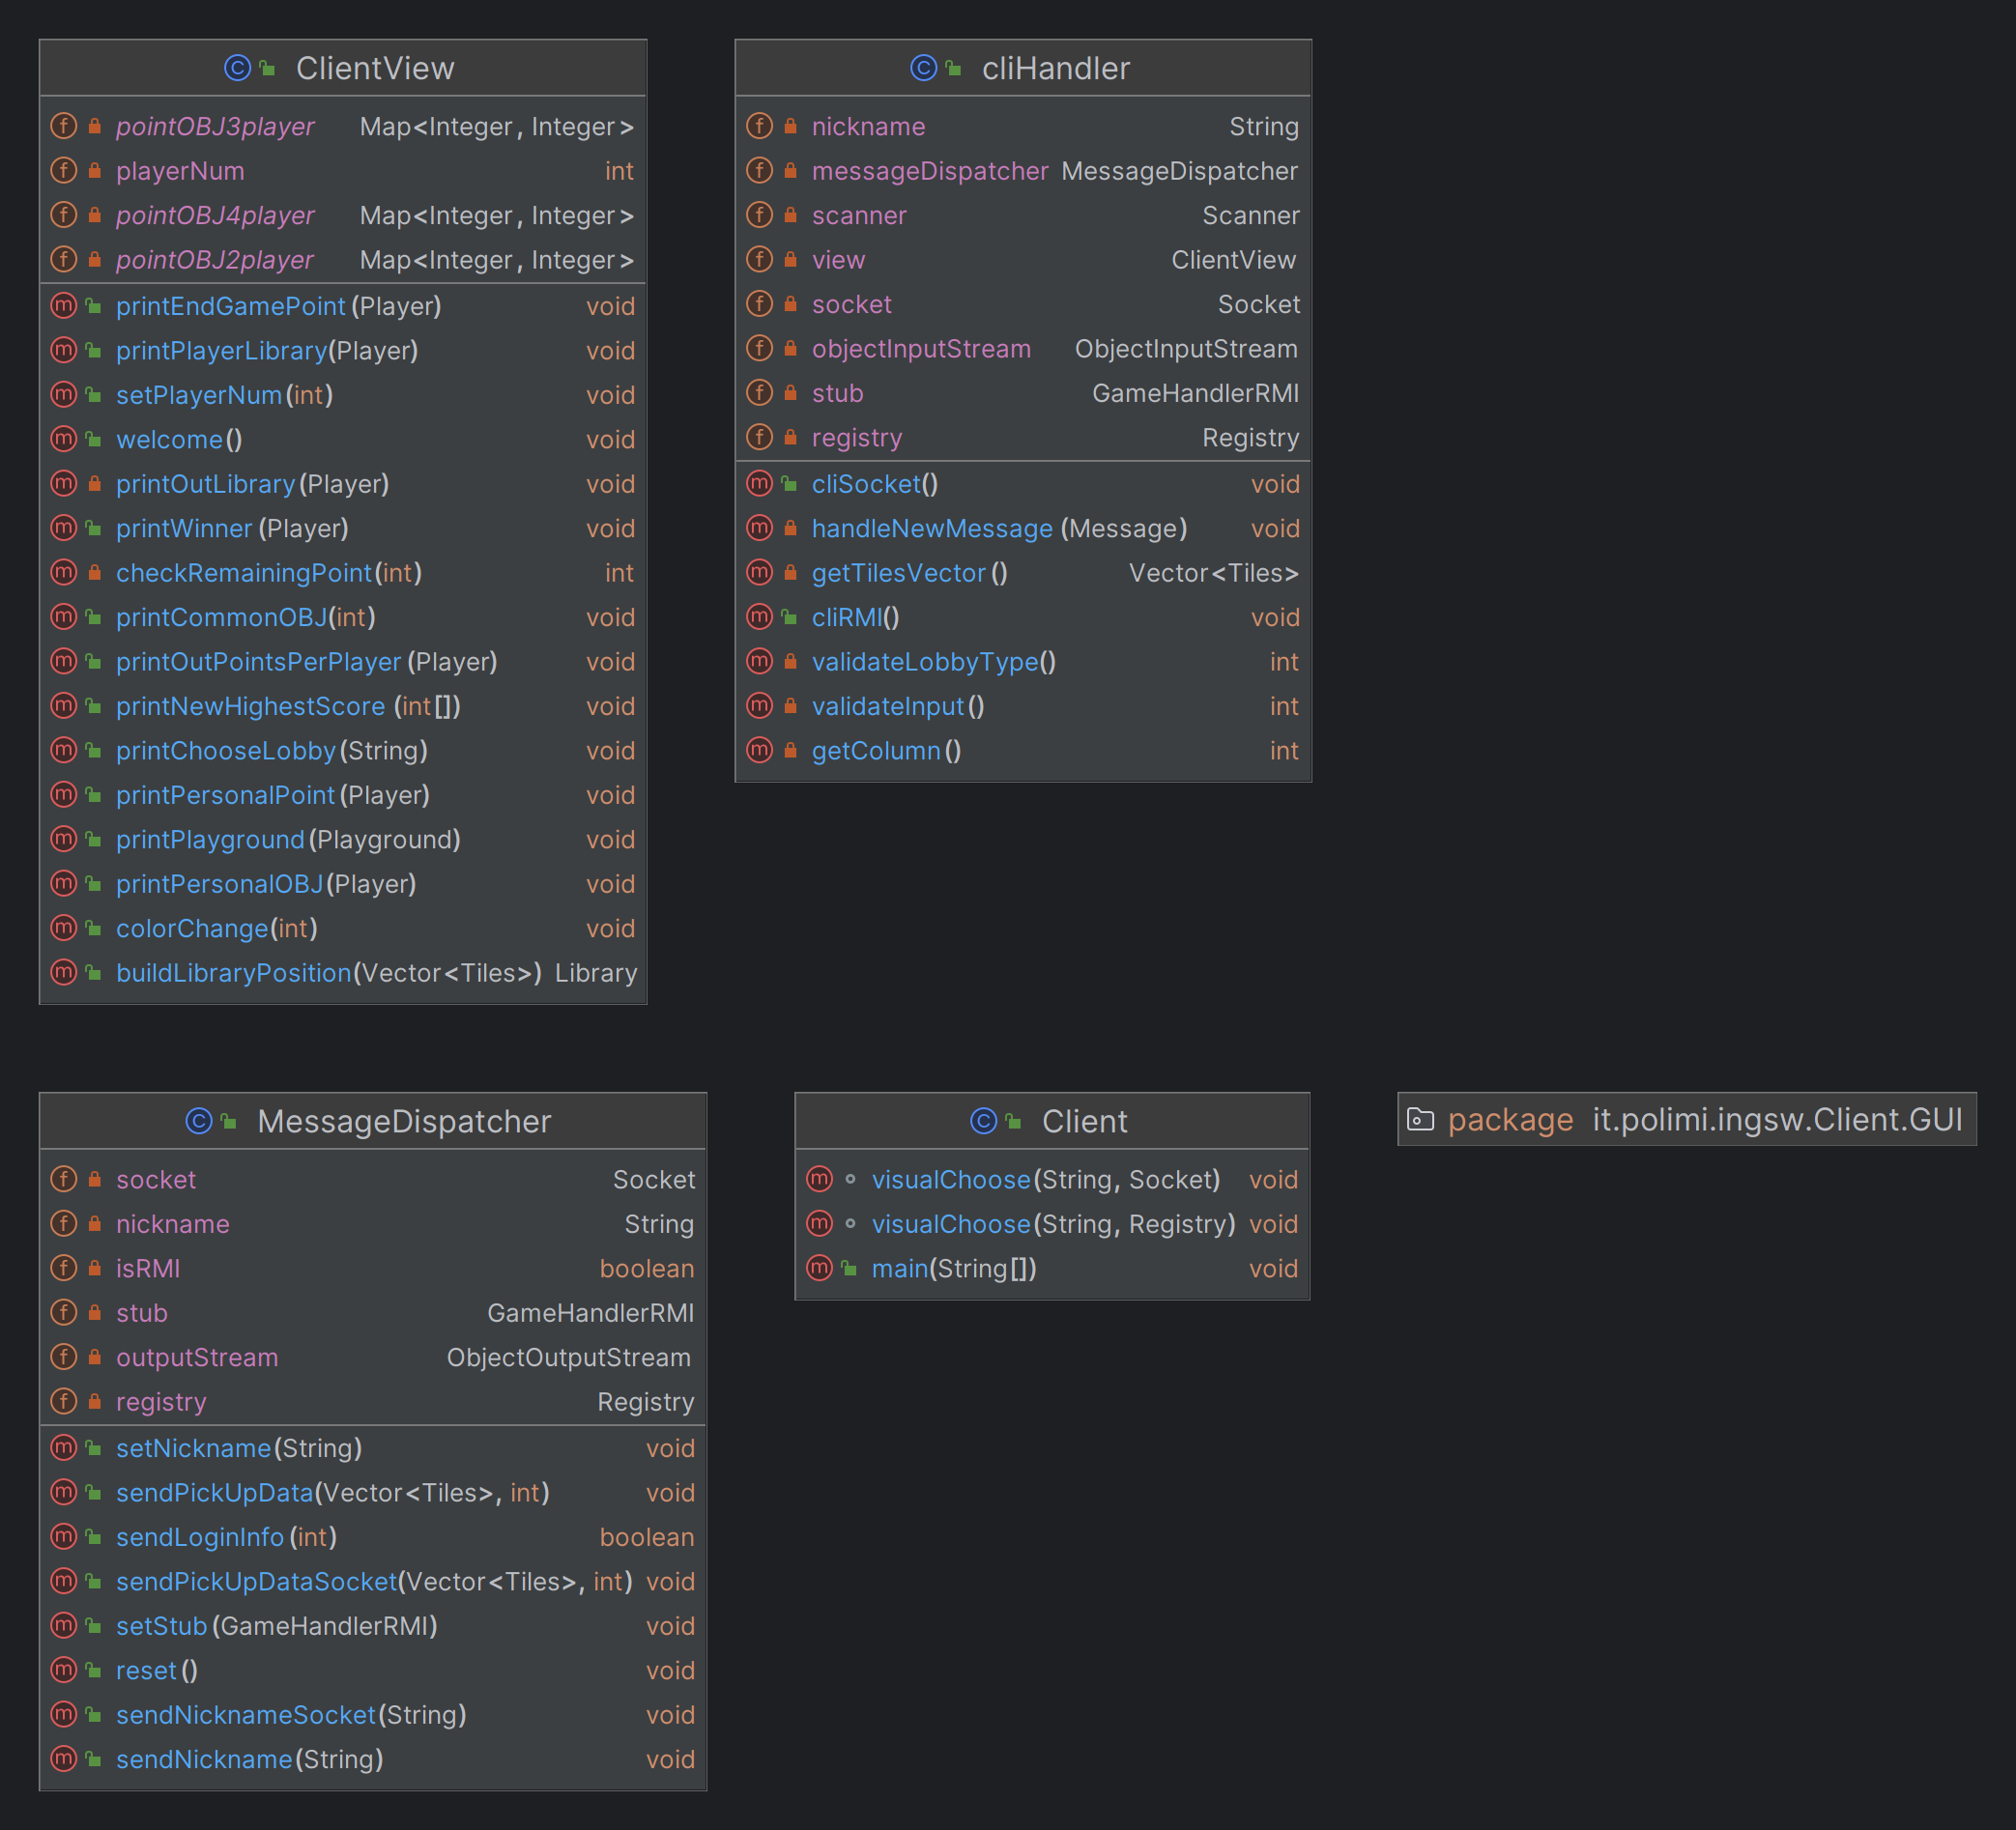 ClientView
pointOBJ3player Map<Integer, Integer>
playerNum int
pointOBJ4player Map<Integer, Integer>
pointOBJ2player Map<Integer, Integer>
printEndGamePoint(Player) void
printPlayerLibrary(Player) void
setPlayerNum(int) void
welcome() void
printOutLibrary(Player) void
printWinner(Player) void
checkRemainingPoint(int) int
printCommonOBJ(int) void
printOutPointsPerPlayer(Player) void
printNewHighestScore(int[]) void
printChooseLobby(String) void
printPersonalPoint(Player) void
printPlayground(Playground) void
printPersonalOBJ(Player) void
colorChange(int) void
buildLibraryPosition(Vector<Tiles>) Library
cliHandler
nickname String
messageDispatcher MessageDispatcher
scanner Scanner
view ClientView
socket Socket
objectInputStream ObjectInputStream
stub GameHandlerRMI
registry Registry
cliSocket() void
handleNewMessage(Message) void
getTilesVector() Vector<Tiles>
cliRMI() void
validateLobbyType() int
validateInput() int
getColumn() int
MessageDispatcher
socket Socket
nickname String
isRMI boolean
stub GameHandlerRMI
outputStream ObjectOutputStream
registry Registry
setNickname(String) void
sendPickUpData(Vector<Tiles>, int) void
sendLoginInfo(int) boolean
sendPickUpDataSocket(Vector<Tiles>, int) void
setStub(GameHandlerRMI) void
reset() void
sendNicknameSocket(String) void
sendNickname(String) void
Client
visualChoose(String, Socket) void
visualChoose(String, Registry) void
main(String[]) void
package it.polimi.ingsw.Client.GUI